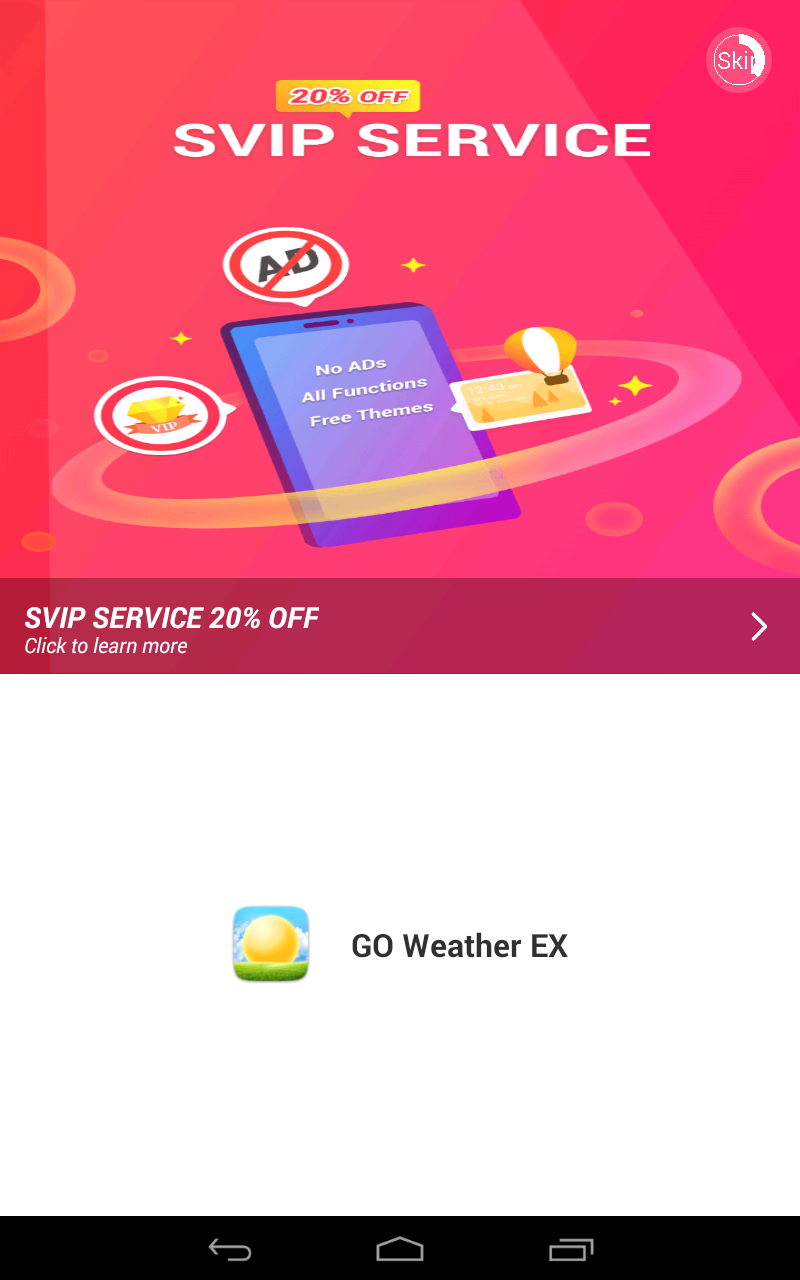 Skip
20% OFF
SVIP SERVICE
AD
No ADs
All Functions
Free Themes
12:43
VIP
SVIP SERVICE 20% OFF
Click to learn more
GO Weather EX